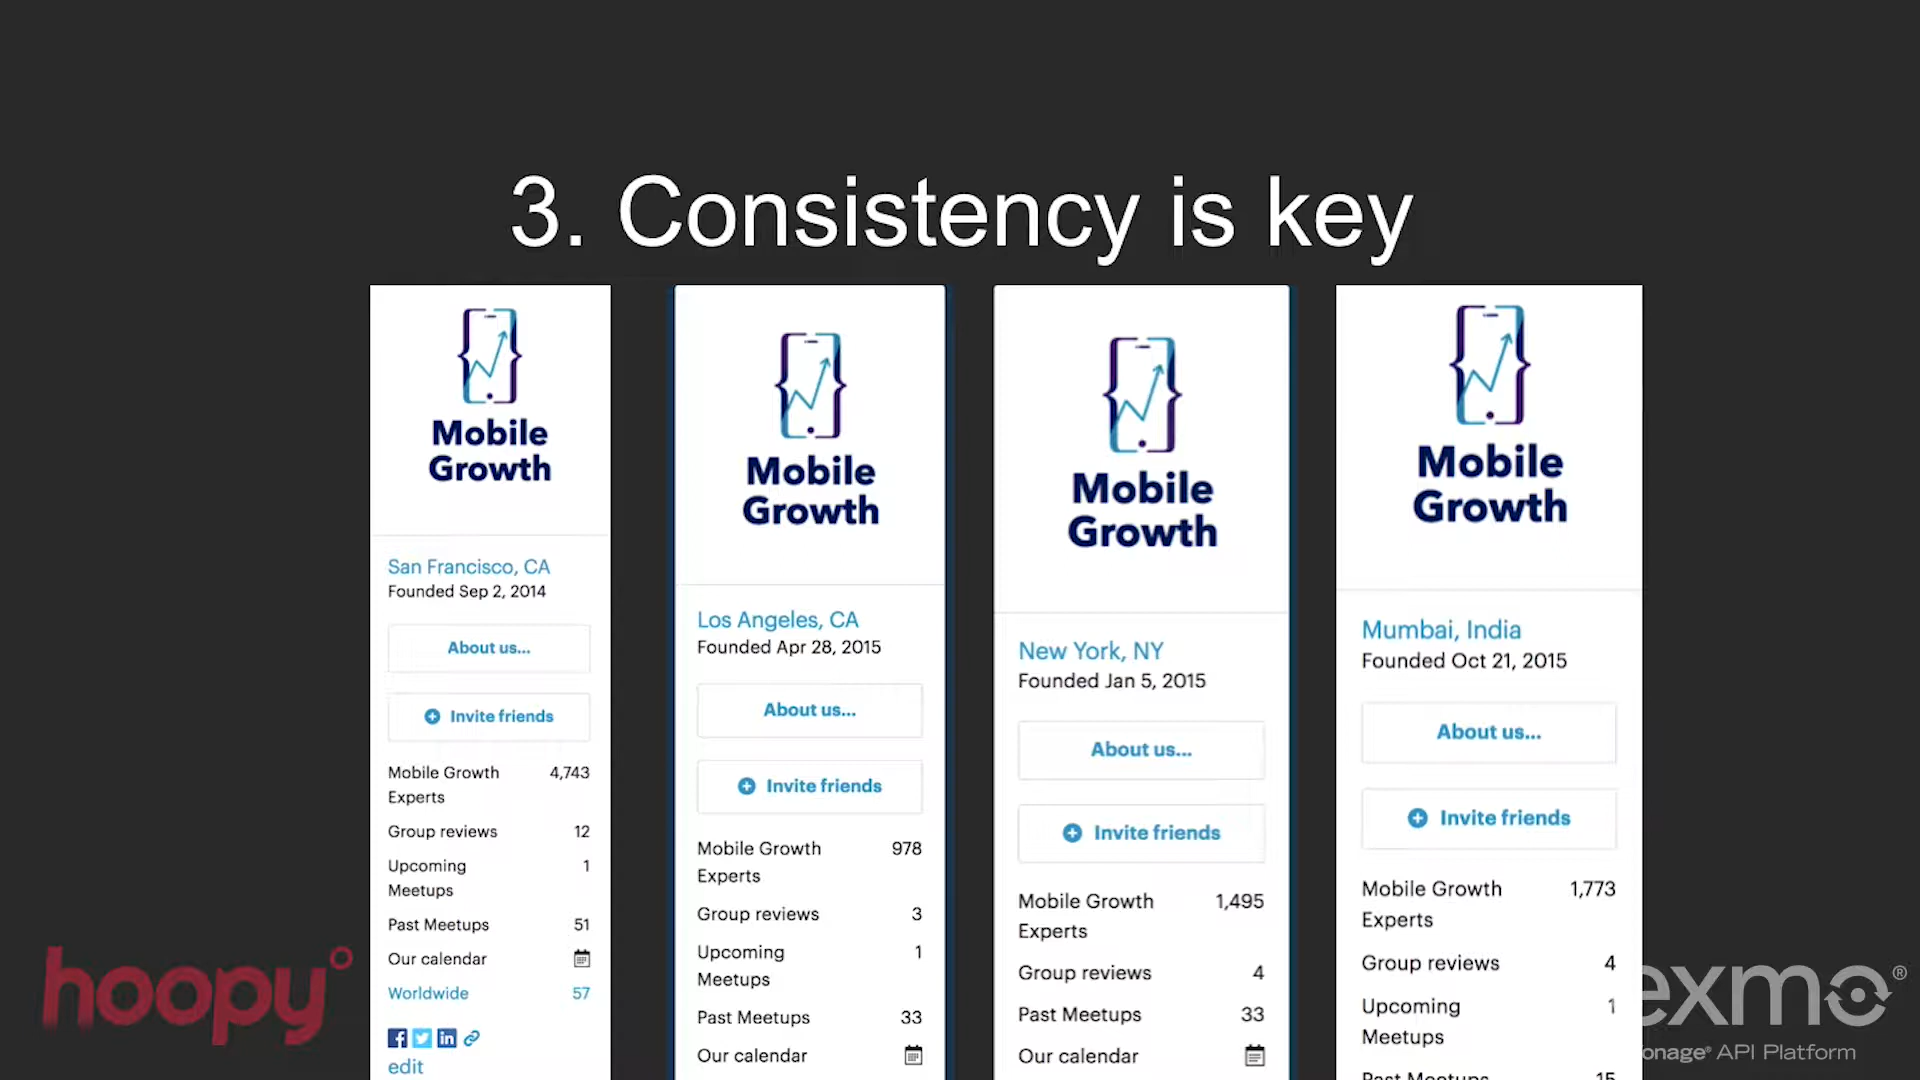 3. Consistency is key
Mobile
Growth
San Francisco, CA
Founded Sep 2, 2014
About us...
Invite friends
Mobile Growth 4,743
Experts
Group reviews 12
Upcoming 1
Meetups
Past Meetups 51
Our calendar
Worldwide 57
edit
Mobile
Growth
Los Angeles, CA
Founded Apr 28, 2015
About us...
Invite friends
Mobile Growth 978
Experts
Group reviews 3
Upcoming 1
Meetups
Past Meetups 33
Our calendar
Mobile
Growth
New York, NY
Founded Jan 5, 2015
About us...
Invite friends
Mobile Growth 1,495
Experts
Group reviews 4
Past Meetups 33
Our calendar
Mobile
Growth
Mumbai, India
Founded Oct 21, 2015
About us...
Invite friends
Mobile Growth 1,773
Experts
Group reviews 4
Upcoming 1
Meetups
Past Meetups 15
hoopy
exmo®
onage® API Platform